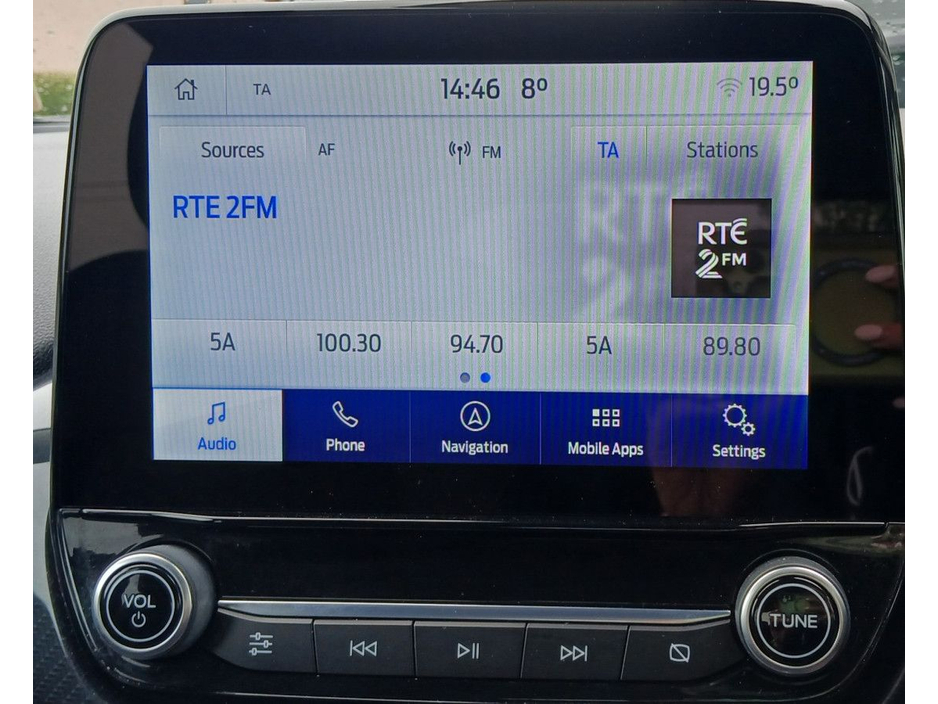 TA 14:46 8º 19.5º
Sources AF FM TA Stations
RTE 2FM
RTÉ
2FM
5A 100.30 94.70 5A 89.80
Audio Phone Navigation Mobile Apps Settings
VOL
TUNE